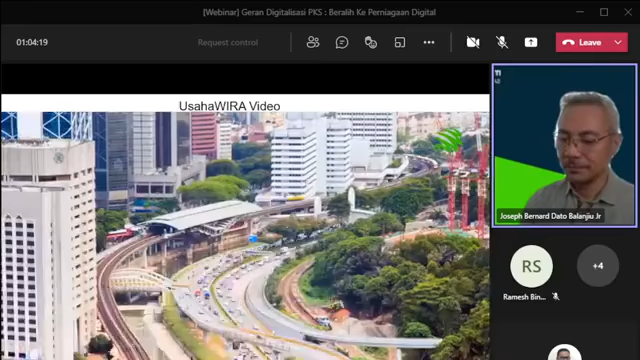 [Webinar] Geran Digitalisasi PKS : Beralih Ke Perniagaan Digital
01:04:19
Request control
Leave
UsahaWIRA Video
Joseph Bernard Dato Balanjiu Jr
RS
+4
Ramesh Bin...